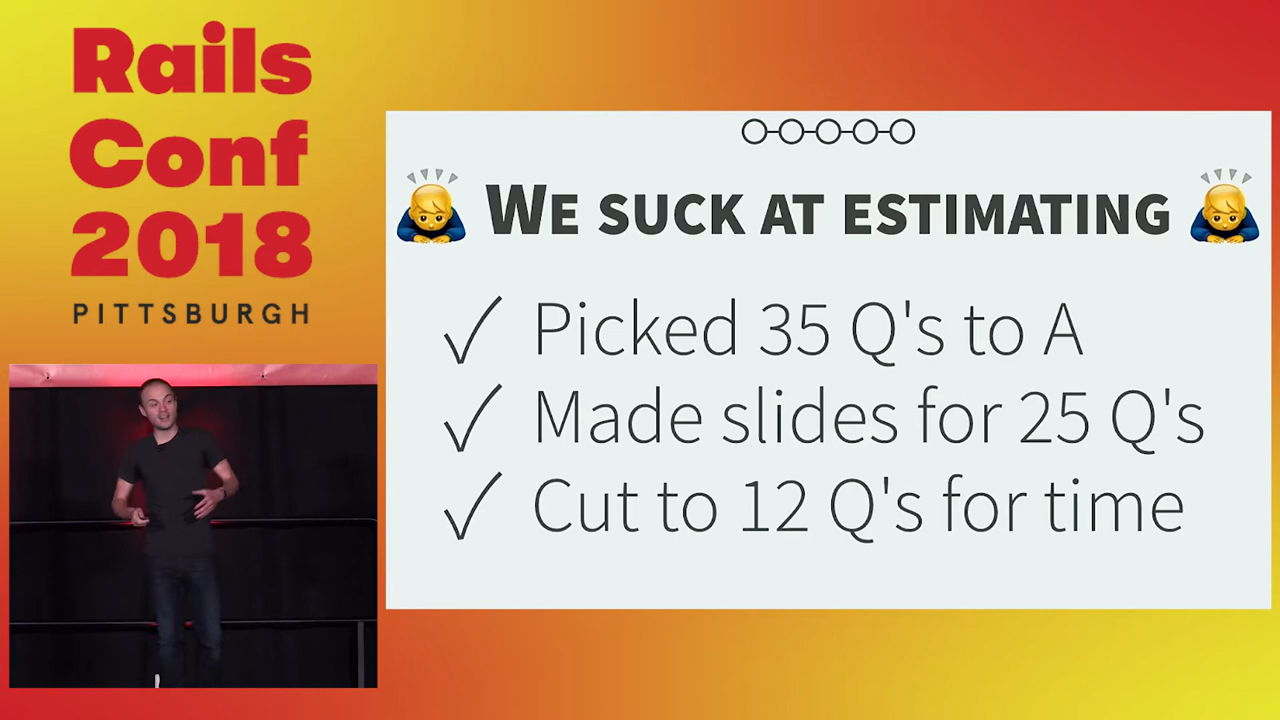 Rails
Conf
2018
PITTSBURGH
WE SUCK AT ESTIMATING
Picked 35 Q's to A
Made slides for 25 Q's
Cut to 12 Q's for time